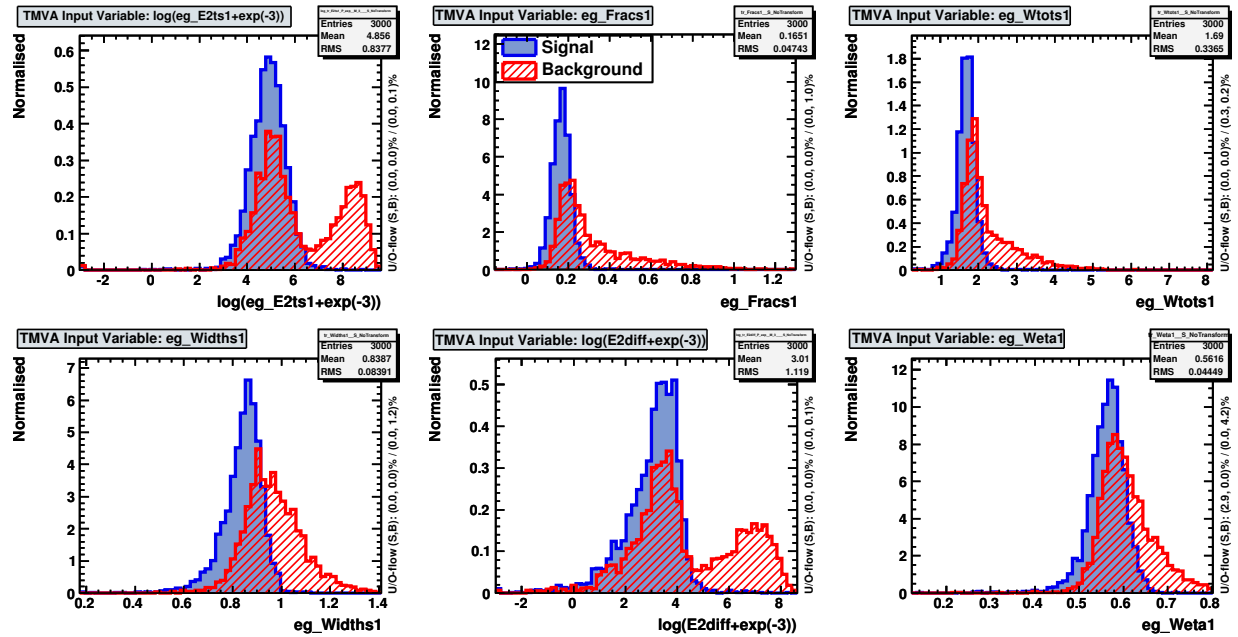 TMVA Input Variable: log(eg_E2ts1+exp(-3))
Entries 3000
Mean 4.856
RMS 0.8377
Normalised
0.6
0.5
0.4
0.3
0.2
0.1
0
-2 0 2 4 6 8
log(eg_E2ts1+exp(-3))
U/O-flow (S,B): (0.0, 0.0)% / (0.0, 0.1)%
TMVA Input Variable: eg_Fracs1
tr_Fracs1__S_NoTransform
Entries 3000
Mean 0.1651
RMS 0.04743
Signal
Background
Normalised
12
10
8
6
4
2
0
0 0.2 0.4 0.6 0.8 1 1.2
eg_Fracs1
U/O-flow (S,B): (0.0, 0.0)% / (0.0, 1.0)%
TMVA Input Variable: eg_Wtots1
tr_Wtots1__S_NoTransform
Entries 3000
Mean 1.69
RMS 0.3365
Normalised
1.8
1.6
1.4
1.2
1
0.8
0.6
0.4
0.2
0
1 2 3 4 5 6 7 8
eg_Wtots1
U/O-flow (S,B): (0.0, 0.0)% / (0.3, 0.2)%
TMVA Input Variable: eg_Widths1
tr_Widths1__S_NoTransform
Entries 3000
Mean 0.8387
RMS 0.08391
Normalised
7
6
5
4
3
2
1
0
0.2 0.4 0.6 0.8 1 1.2 1.4
eg_Widths1
U/O-flow (S,B): (0.0, 0.0)% / (0.0, 1.2)%
TMVA Input Variable: log(E2diff+exp(-3))
Entries 3000
Mean 3.01
RMS 1.119
Normalised
0.5
0.4
0.3
0.2
0.1
0
-2 0 2 4 6 8
log(E2diff+exp(-3))
U/O-flow (S,B): (0.0, 0.0)% / (0.0, 0.1)%
TMVA Input Variable: eg_Weta1
tr_Weta1__S_NoTransform
Entries 3000
Mean 0.5616
RMS 0.04449
Normalised
12
10
8
6
4
2
0
0.2 0.3 0.4 0.5 0.6 0.7 0.8
eg_Weta1
U/O-flow (S,B): (2.9, 0.0)% / (0.0, 4.2)%